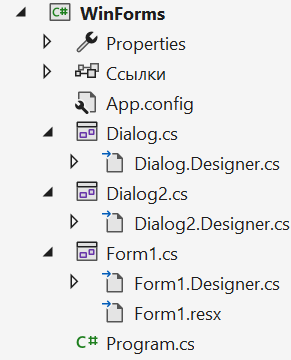 C# WinForms
Properties
Ссылки
App.config
Dialog.cs
Dialog.Designer.cs
Dialog2.cs
Dialog2.Designer.cs
Form1.cs
Form1.Designer.cs
Form1.resx
C# Program.cs